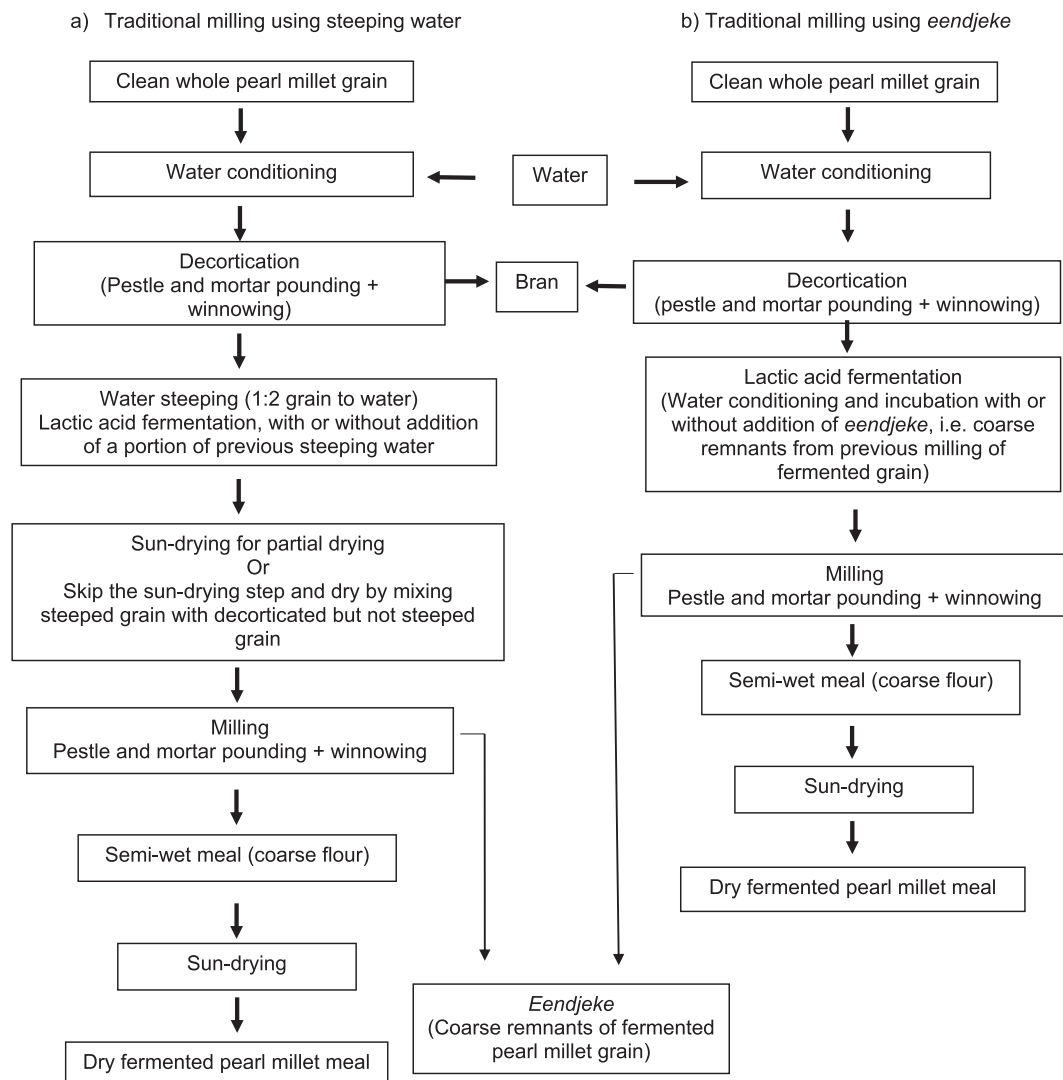 a) Traditional milling using steeping water
Clean whole pearl millet grain
Water conditioning
Decortication
(Pestle and mortar pounding +
winnowing)
Water steeping (1:2 grain to water)
Lactic acid fermentation, with or without addition
of a portion of previous steeping water
Sun-drying for partial drying
Or
Skip the sun-drying step and dry by mixing
steeped grain with decorticated but not steeped
grain
Milling
Pestle and mortar pounding + winnowing
Semi-wet meal (coarse flour)
Sun-drying
Dry fermented pearl millet meal
Water
Bran
Eendjeke
(Coarse remnants of fermented
pearl millet grain)
b) Traditional milling using eendjeke
Clean whole pearl millet grain
Water conditioning
Decortication
(pestle and mortar pounding + winnowing)
Lactic acid fermentation
(Water conditioning and incubation with or
without addition of eendjeke, i.e. coarse
remnants from previous milling of
fermented grain)
Milling
Pestle and mortar pounding + winnowing
Semi-wet meal (coarse flour)
Sun-drying
Dry fermented pearl millet meal